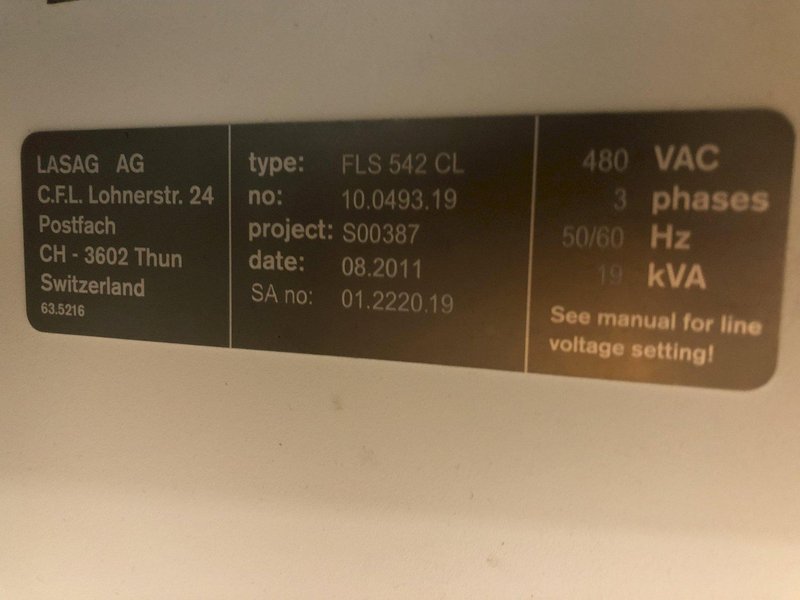 LASAG AG
C.F.L. Lohnerstr. 24
Postfach
CH - 3602 Thun
Switzerland
63.5216
type: FLS 542 CL
no: 10.0493.19
project: S00387
date: 08.2011
SA no: 01.2220.19
480 VAC
3 phases
50/60 Hz
19 kVA
See manual for line
voltage setting!